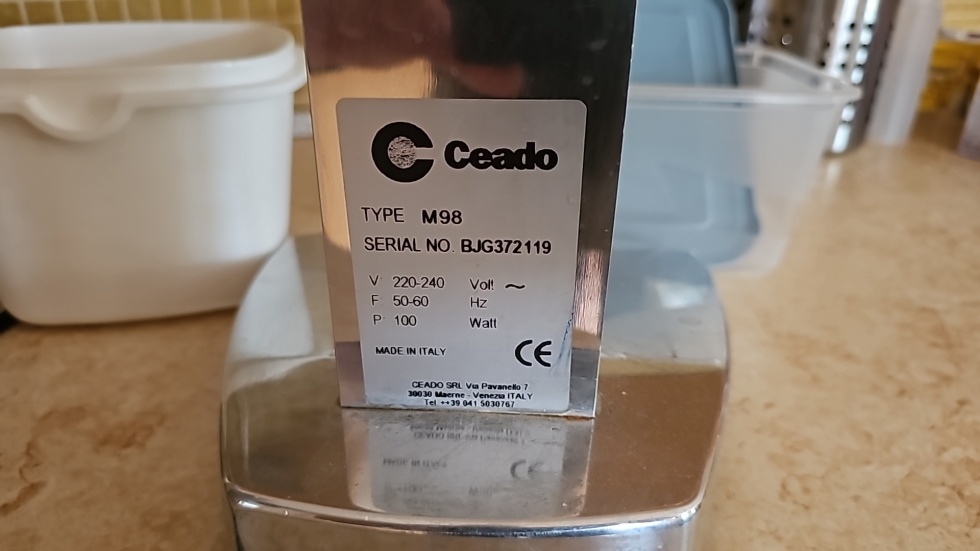 Ceado
TYPE M98
SERIAL NO. BJG372119
V 220-240 Volt ~
F 50-60 Hz
P 100 Watt
MADE IN ITALY CE
CEADO SRL Via Pavanello 7
30030 Maerne - Venezia ITALY
Tel ++39 041 5030767